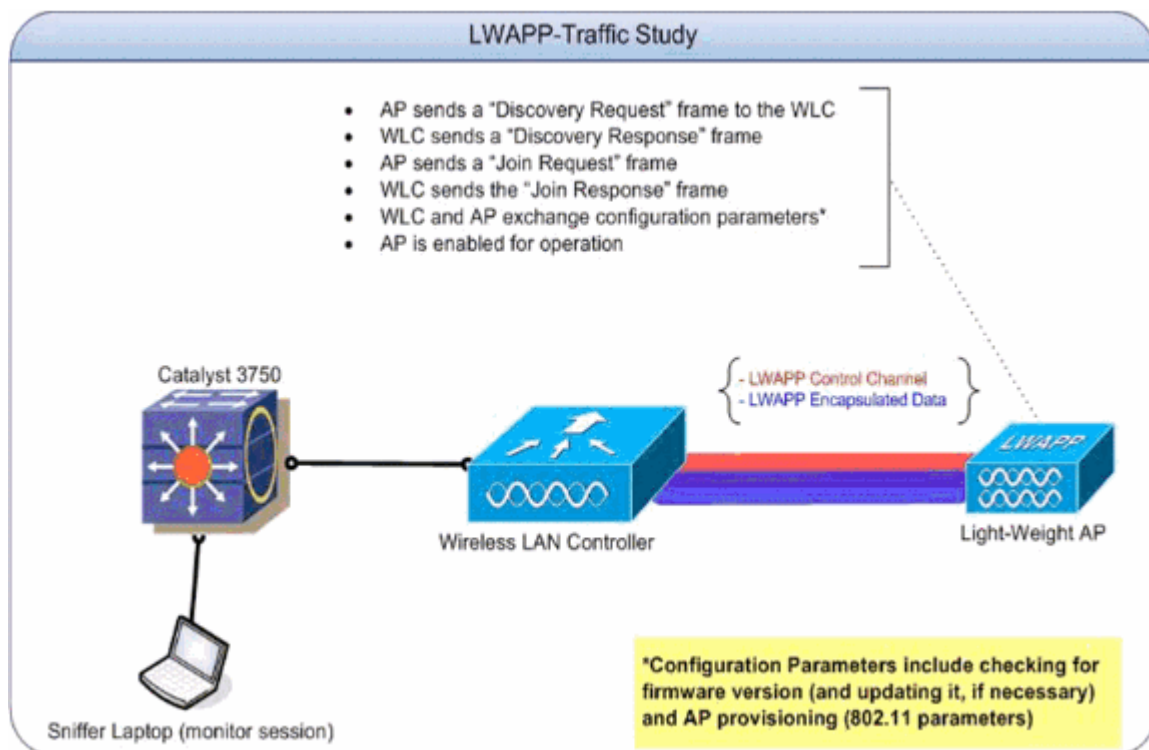 LWAPP-Traffic Study
• AP sends a “Discovery Request” frame to the WLC
• WLC sends a “Discovery Response” frame
• AP sends a “Join Request” frame
• WLC sends the “Join Response” frame
• WLC and AP exchange configuration parameters*
• AP is enabled for operation
Catalyst 3750
- LWAPP Control Channel
- LWAPP Encapsulated Data
LWAPP
Wireless LAN Controller
Light-Weight AP
Sniffer Laptop (monitor session)
*Configuration Parameters include checking for
firmware version (and updating it, if necessary)
and AP provisioning (802.11 parameters)